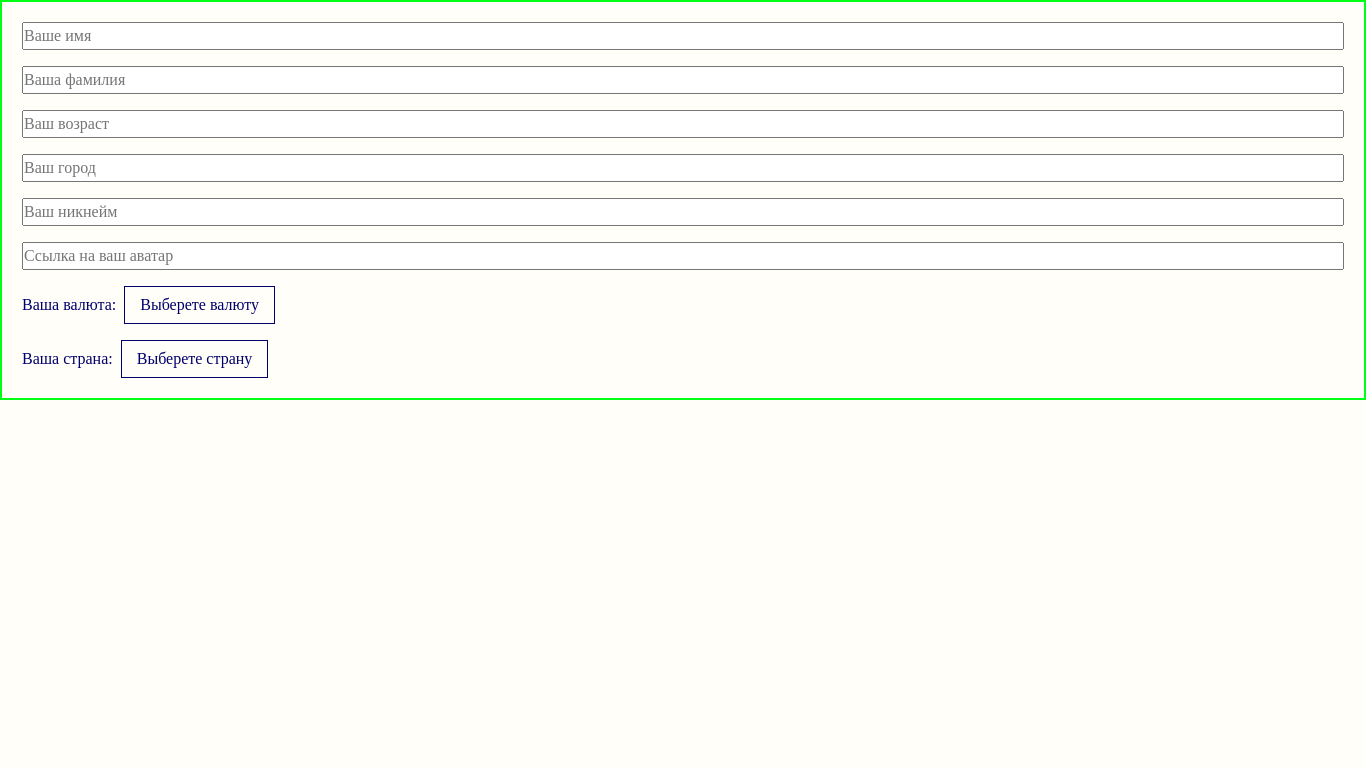 Ваше имя
Ваша фамилия
Ваш возраст
Ваш город
Ваш никнейм
Ссылка на ваш аватар
Ваша валюта: Выберете валюту
Ваша страна: Выберете страну